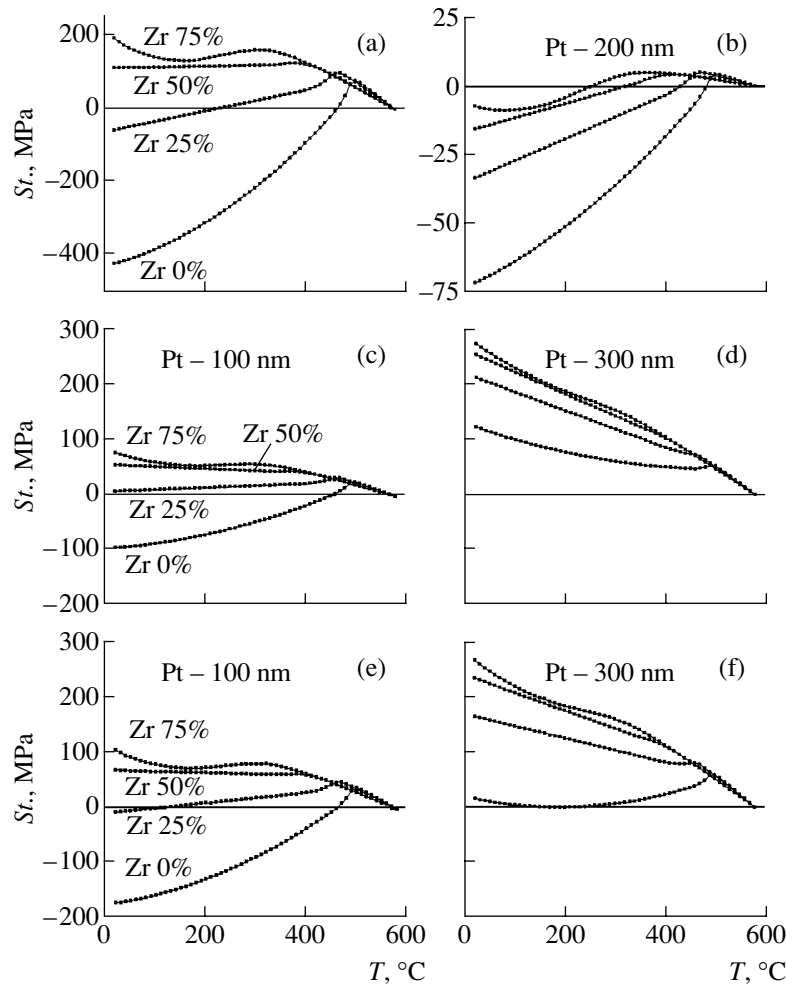 200
0
−200
−400
St., MPa
Zr 75%
Zr 50%
Zr 25%
Zr 0%
(a)
25
0
−25
−50
−75
Pt – 200 nm
(b)
300
200
100
0
−100
−200
St., MPa
Pt – 100 nm
(c)
Zr 75%
Zr 50%
Zr 25%
Zr 0%
Pt – 300 nm
(d)
300
200
100
0
−100
−200
St., MPa
Pt – 100 nm
(e)
Zr 75%
Zr 50%
Zr 25%
Zr 0%
0 200 400 600
T, °C
Pt – 300 nm
(f)
0 200 400 600
T, °C